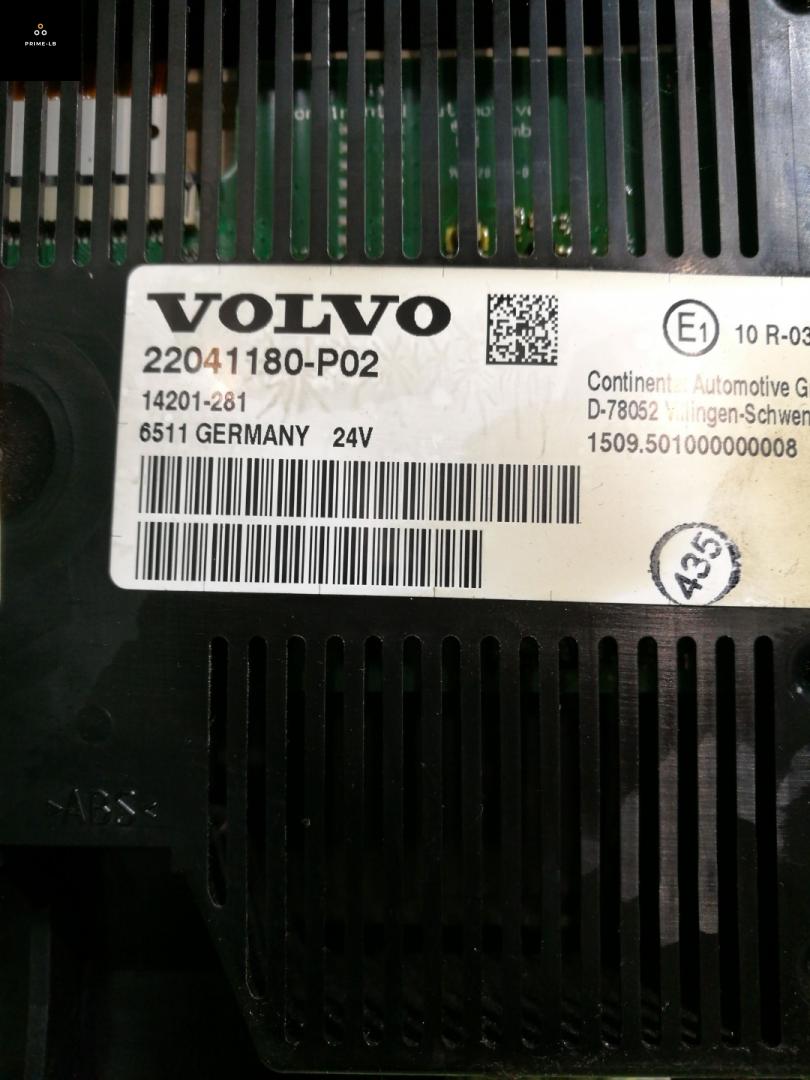 PRIME-LB
VOLVO
22041180-P02
14201-281
6511 GERMANY 24V
E1
10 R-03
Continental Automotive G
D-78052 Villingen-Schwen
1509.501000000008
435
>ABS<